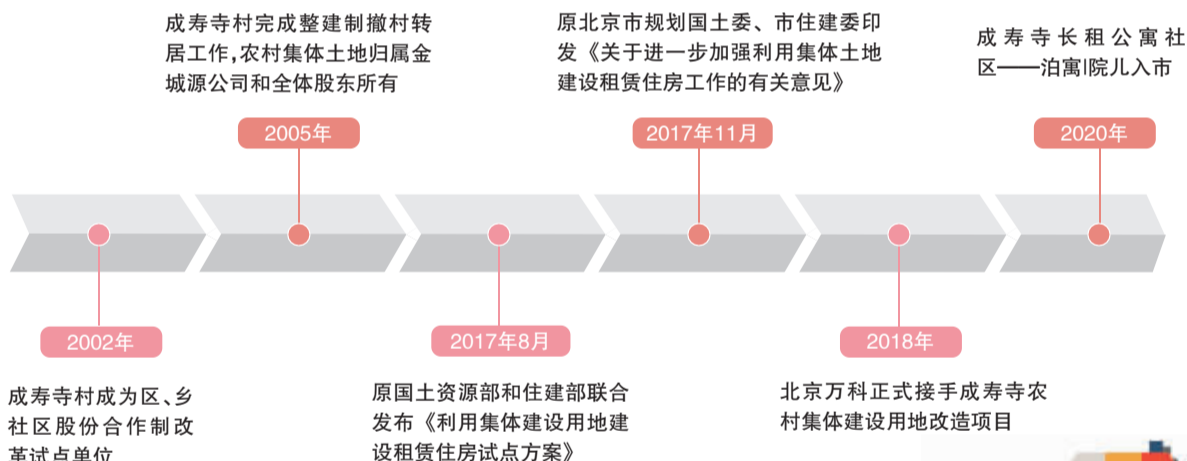 成寿寺村完成整建制撤村转
居工作,农村集体土地归属金
城源公司和全体股东所有
2005年
原北京市规划国土委、市住建委印
发《关于进一步加强利用集体土地
建设租赁住房工作的有关意见》
2017年11月
成寿寺长租公寓社
区——泊寓|院儿入市
2020年
2002年
成寿寺村成为区、乡
社区股份合作制改
革试点单位
2017年8月
原国土资源部和住建部联合
发布《利用集体建设用地建
设租赁住房试点方案》
2018年
北京万科正式接手成寿寺农
村集体建设用地改造项目